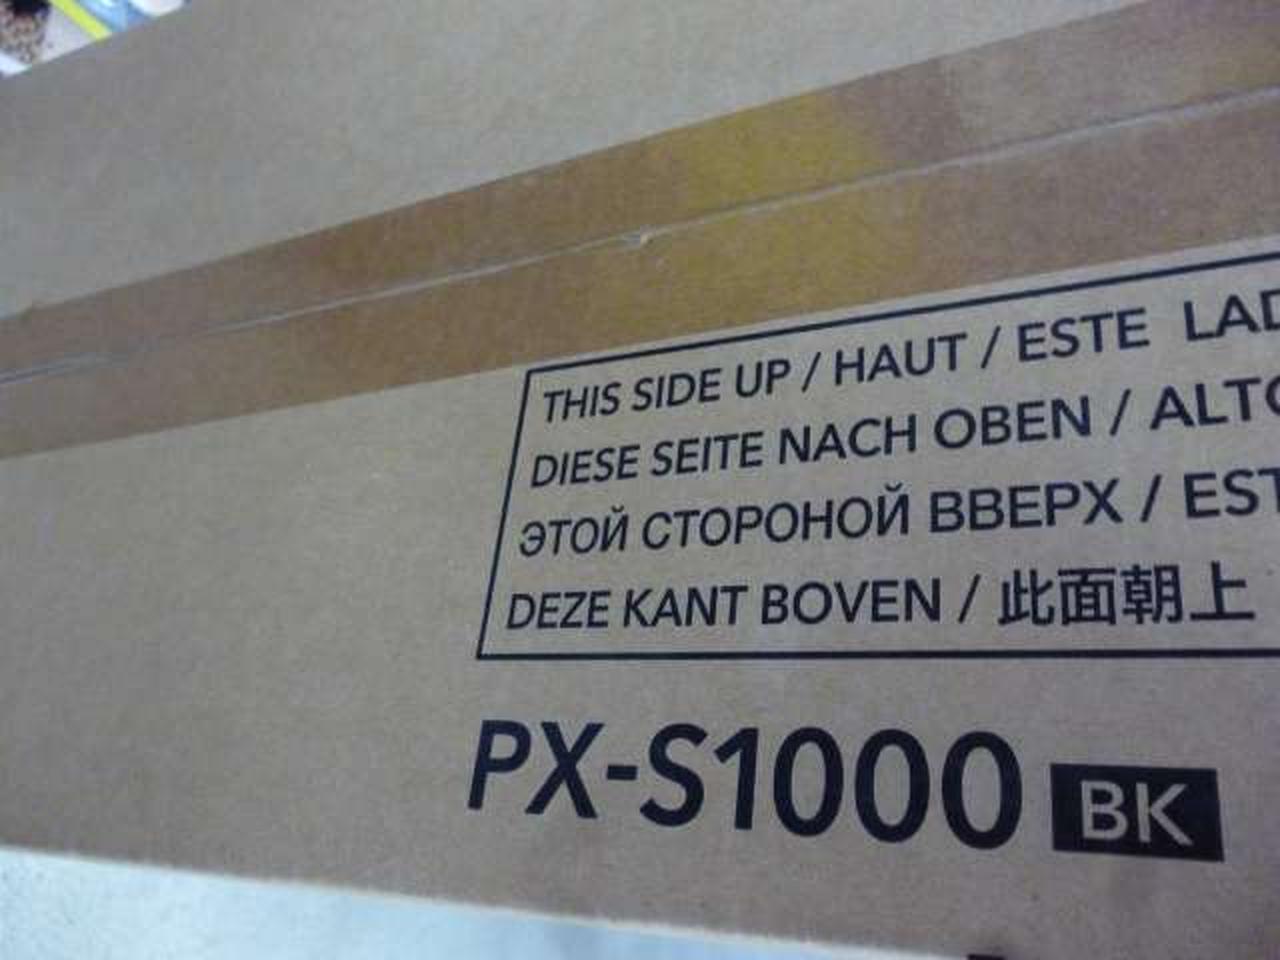 THIS SIDE UP / HAUT / ESTE
DIESE SEITE NACH OBEN /
ЭТОЙ СТОРОНОЙ ВВЕРХ /
DEZE KANT BOVEN / 此面朝上
PX-S1000 BK